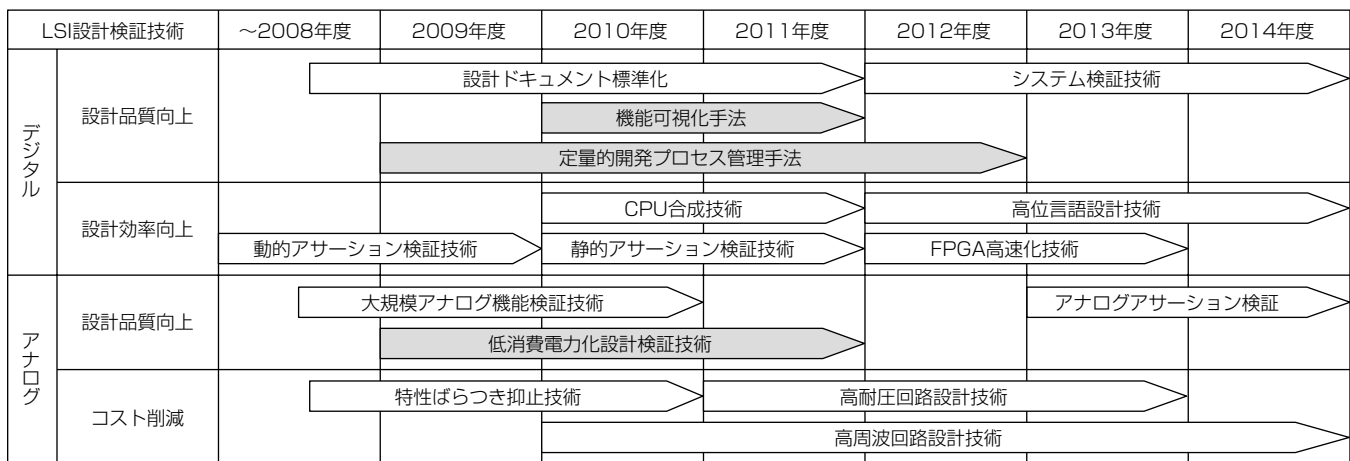 LSI設計検証技術 ～2008年度 2009年度 2010年度 2011年度 2012年度 2013年度 2014年度
デジタル
設計品質向上
設計ドキュメント標準化 システム検証技術
機能可視化手法
定量的開発プロセス管理手法
設計効率向上
CPU合成技術 高位言語設計技術
動的アサーション検証技術 静的アサーション検証技術 FPGA高速化技術
アナログ
設計品質向上
大規模アナログ機能検証技術 アナログアサーション検証
低消費電力化設計検証技術
コスト削減
特性ばらつき抑止技術 高耐圧回路設計技術
高周波回路設計技術